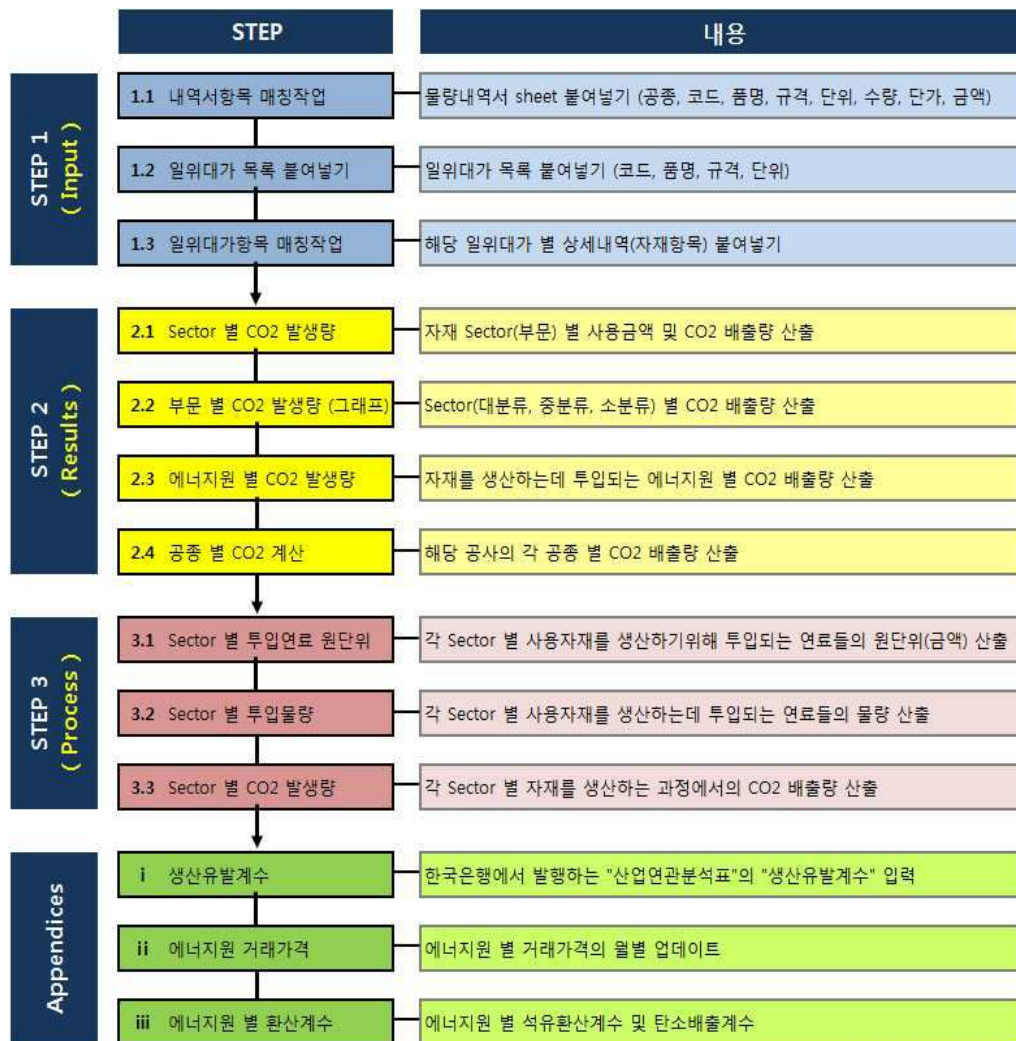 STEP 내용
STEP 1
( Input )
1.1 내역서항목 매칭작업 물량내역서 sheet 붙여넣기 (공종, 코드, 품명, 규격, 단위, 수량, 단가, 금액)
1.2 일위대가 목록 붙여넣기 일위대가 목록 붙여넣기 (코드, 품명, 규격, 단위)
1.3 일위대가항목 매칭작업 해당 일위대가 별 상세내역(자재항목) 붙여넣기
STEP 2
( Results )
2.1 Sector 별 CO2 발생량 자재 Sector(부문) 별 사용금액 및 CO2 배출량 산출
2.2 부문 별 CO2 발생량 (그래프) Sector(대분류, 중분류, 소분류) 별 CO2 배출량 산출
2.3 에너지원 별 CO2 발생량 자재를 생산하는데 투입되는 에너지원 별 CO2 배출량 산출
2.4 공종 별 CO2 계산 해당 공사의 각 공종 별 CO2 배출량 산출
STEP 3
( Process )
3.1 Sector 별 투입연료 원단위 각 Sector 별 사용자재를 생산하기위해 투입되는 연료들의 원단위(금액) 산출
3.2 Sector 별 투입물량 각 Sector 별 사용자재를 생산하는데 투입되는 연료들의 물량 산출
3.3 Sector 별 CO2 발생량 각 Sector 별 자재를 생산하는 과정에서의 CO2 배출량 산출
Appendices
i 생산유발계수 한국은행에서 발행하는 "산업연관분석표"의 "생산유발계수" 입력
ii 에너지원 거래가격 에너지원 별 거래가격의 월별 업데이트
iii 에너지원 별 환산계수 에너지원 별 석유환산계수 및 탄소배출계수